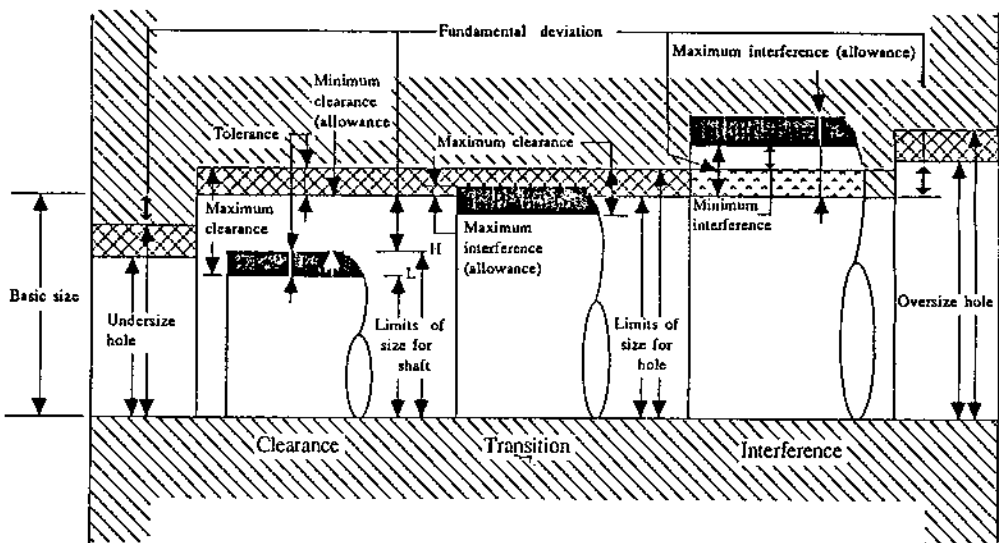 Fundamental deviation
Maximum interference (allowance)
Minimum
clearance
(allowance
Tolerance
Maximum clearance
Maximum
clearance
Minimum
interference
Maximum
interference
(allowance)
H
L
Basic size
Undersize
hole
Limits of
size for
shaft
Limits of
size for
hole
Oversize hole
Clearance
Transition
Interference